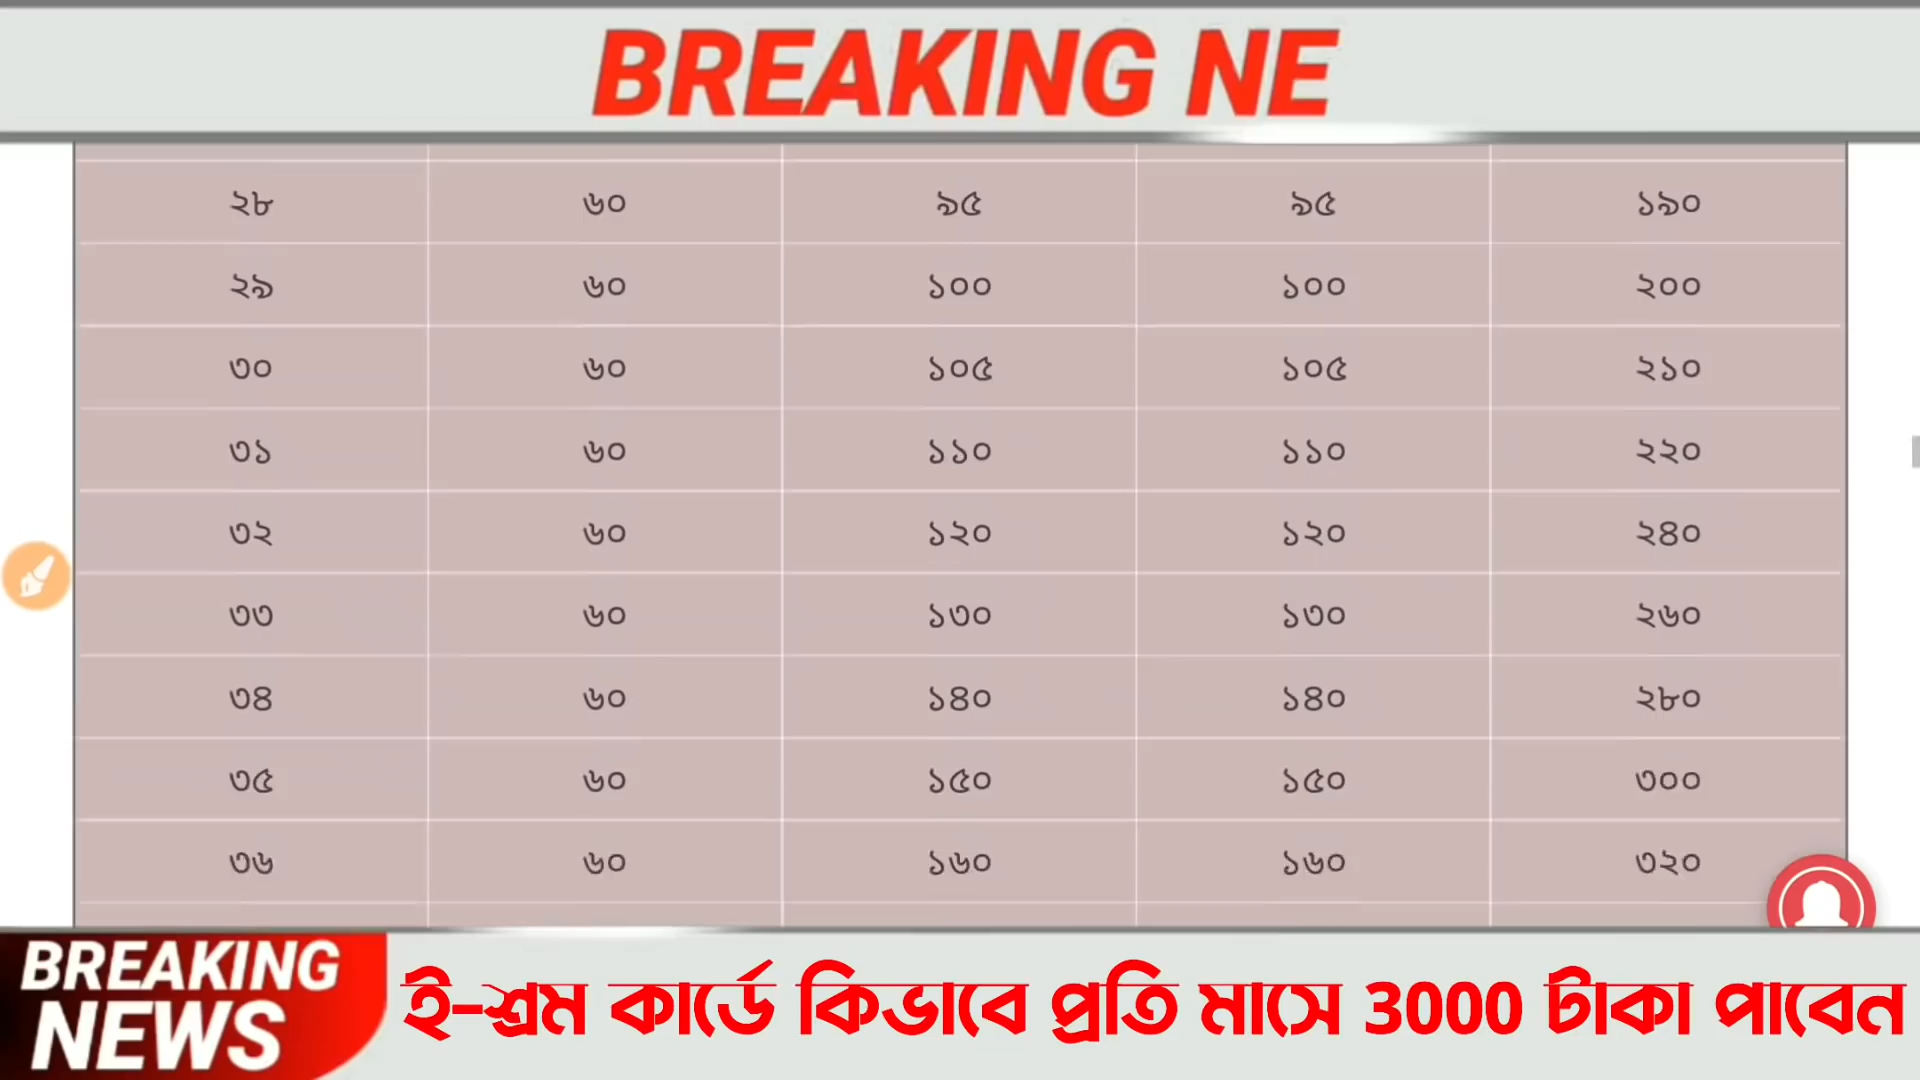 BREAKING NE
২৮ ৬০ ৯৫ ৯৫ ১৯০
২৯ ৬০ ১০০ ১০০ ২০০
৩০ ৬০ ১০৫ ১০৫ ২১০
৩১ ৬০ ১১০ ১১০ ২২০
৩২ ৬০ ১২০ ১২০ ২৪০
৩৩ ৬০ ১৩০ ১৩০ ২৬০
৩৪ ৬০ ১৪০ ১৪০ ২৮০
৩৫ ৬০ ১৫০ ১৫০ ৩০০
৩৬ ৬০ ১৬০ ১৬০ ৩২০
BREAKING
NEWS
ই-শ্রম কার্ডে কিভাবে প্রতি মাসে 3000 টাকা পাবেন